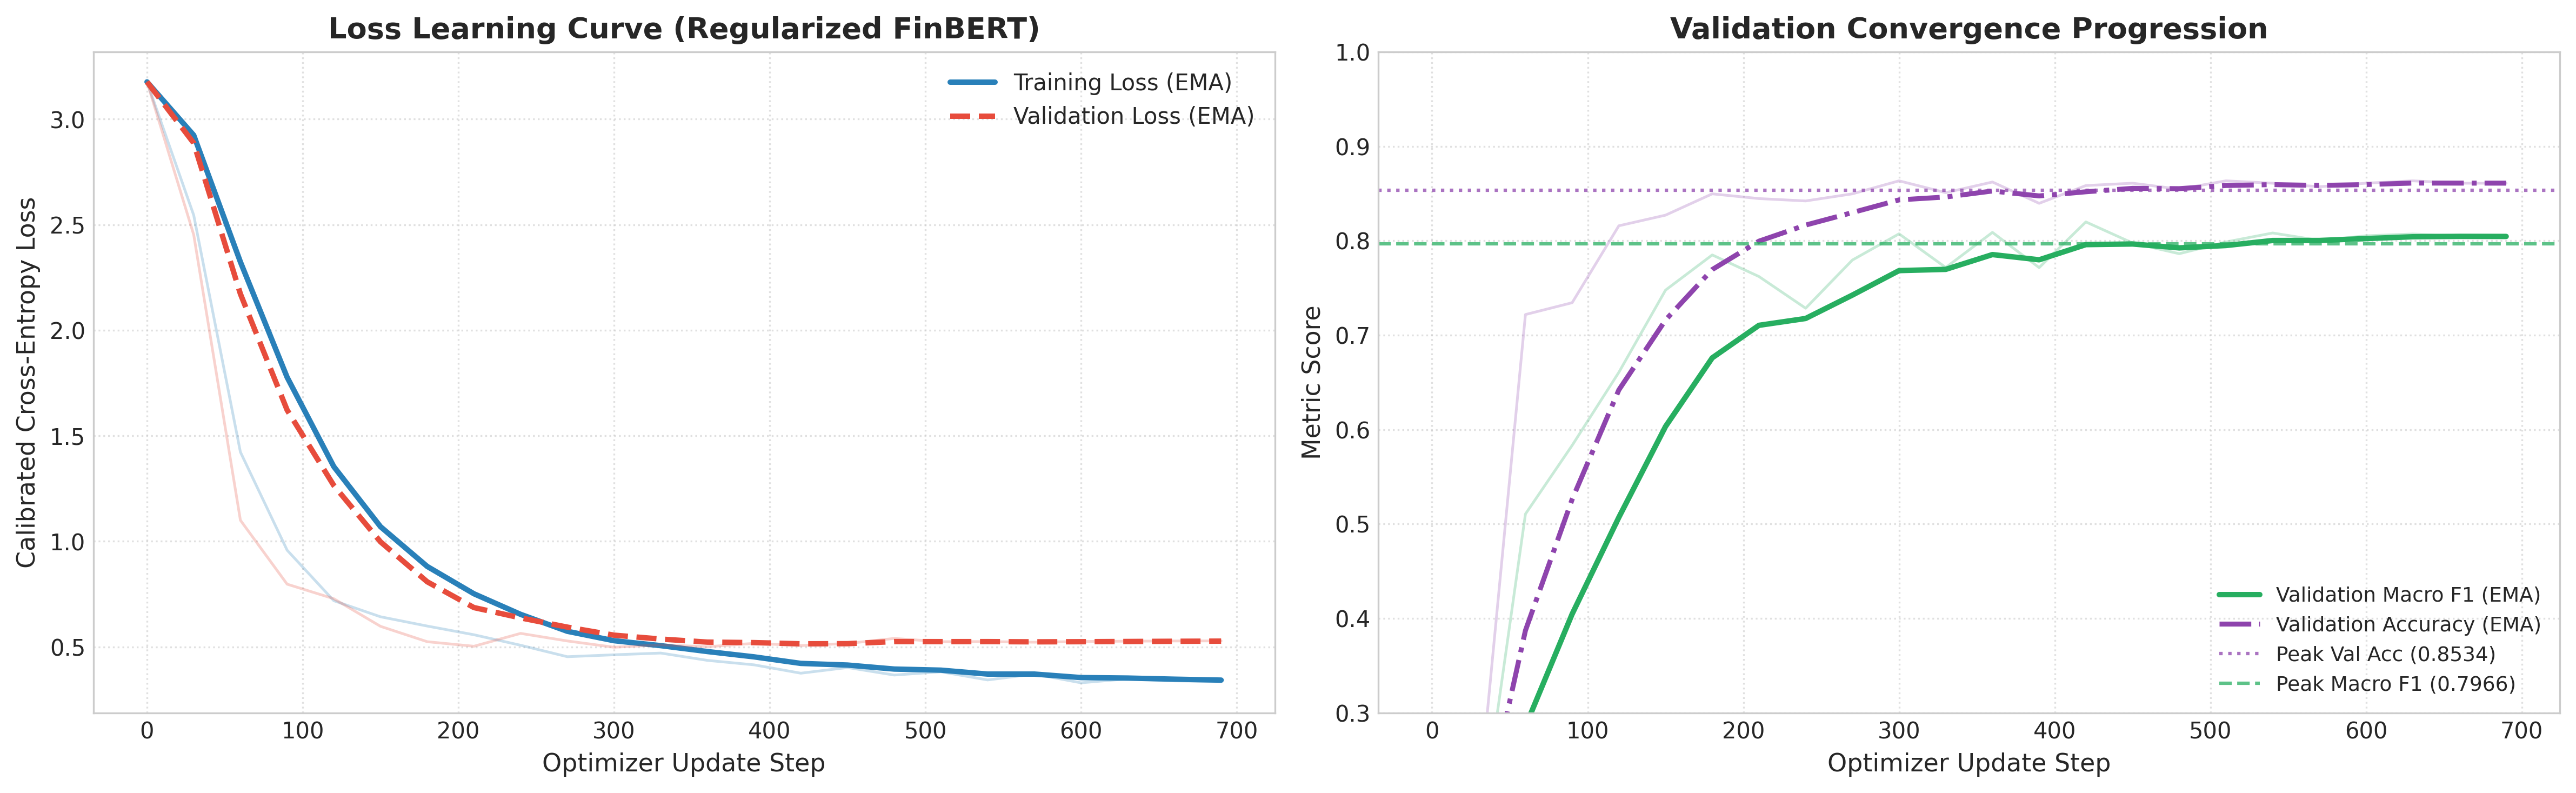 Loss Learning Curve (Regularized FinBERT)
Training Loss (EMA)
Validation Loss (EMA)
Calibrated Cross-Entropy Loss
3.0
2.5
2.0
1.5
1.0
0.5
0 100 200 300 400 500 600 700
Optimizer Update Step
Validation Convergence Progression
Metric Score
1.0
0.9
0.8
0.7
0.6
0.5
0.4
0.3
Validation Macro F1 (EMA)
Validation Accuracy (EMA)
Peak Val Acc (0.8534)
Peak Macro F1 (0.7966)
0 100 200 300 400 500 600 700
Optimizer Update Step